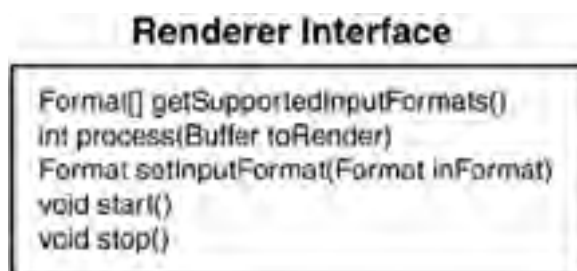 Renderer Interface
Format[] getSupportedInputFormats()
int process(Buffer toRender)
Format setInputFormat(Format inFormat)
void start()
void stop()